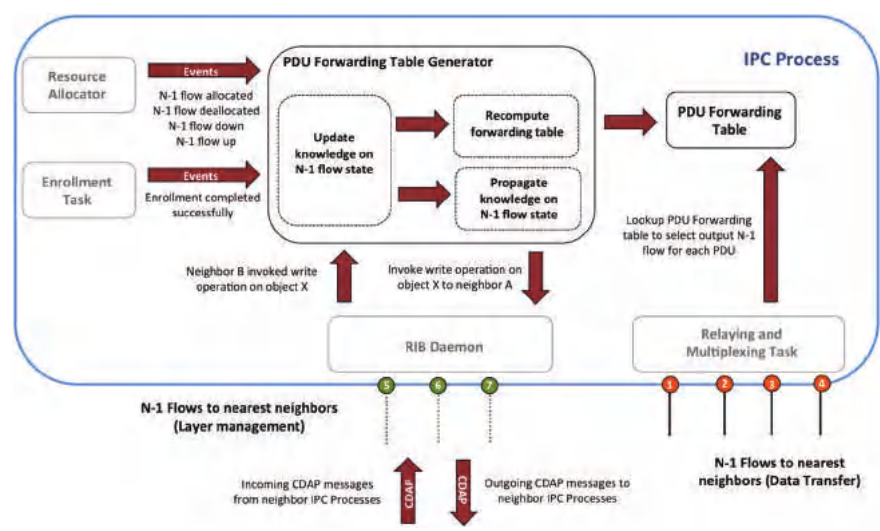 IPC Process
Resource
Allocator
Events
N-1 flow allocated
N-1 flow deallocated
N-1 flow down
N-1 flow up
Enrollment
Task
Events
Enrollment completed
successfully
PDU Forwarding Table Generator
Update
knowledge on
N-1 flow state
Recompute
forwarding table
Propagate
knowledge on
N-1 flow state
PDU Forwarding
Table
Lookup PDU Forwarding
table to select output N-1
flow for each PDU
Neighbor B invoked write
operation on object X
Invoke write operation on
object X to neighbor A
RIB Daemon
Relaying and
Multiplexing Task
5 6 7
1 2 3 4
N-1 Flows to nearest neighbors
(Layer management)
N-1 Flows to nearest
neighbors (Data Transfer)
Incoming CDAP messages
from neighbor IPC Processes
CDAP
CDAP
Outgoing CDAP messages to
neighbor IPC Processes